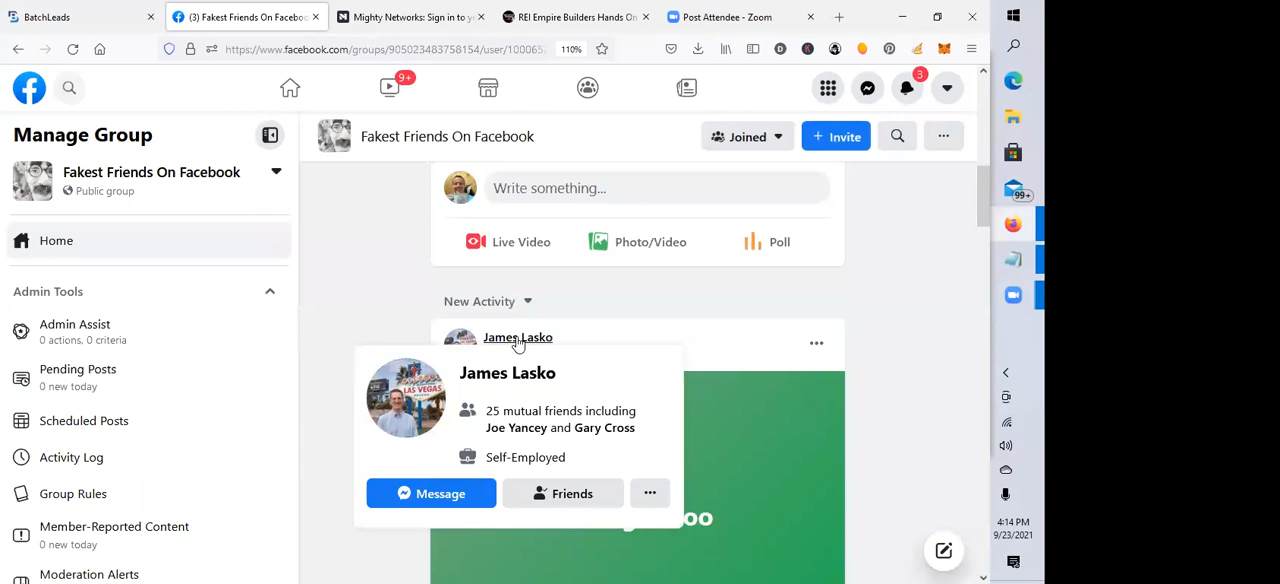 BatchLeads
(3) Fakest Friends On Facebo
Mighty Networks: Sign in to y
REI Empire Builders Hands On
Post Attendee - Zoom
https://www.facebook.com/groups/905023483758154/user/100065
110%
9+
3
Manage Group
Fakest Friends On Facebook
Public group
Home
Admin Tools
Admin Assist
0 actions, 0 criteria
Pending Posts
0 new today
Scheduled Posts
Activity Log
Group Rules
Member-Reported Content
0 new today
Moderation Alerts
Fakest Friends On Facebook
Joined
+ Invite
Write something...
Live Video
Photo/Video
Poll
New Activity
James Lasko
James Lasko
25 mutual friends including
Joe Yancey and Gary Cross
Self-Employed
Message
Friends
oo
99+
4:14 PM
9/23/2021